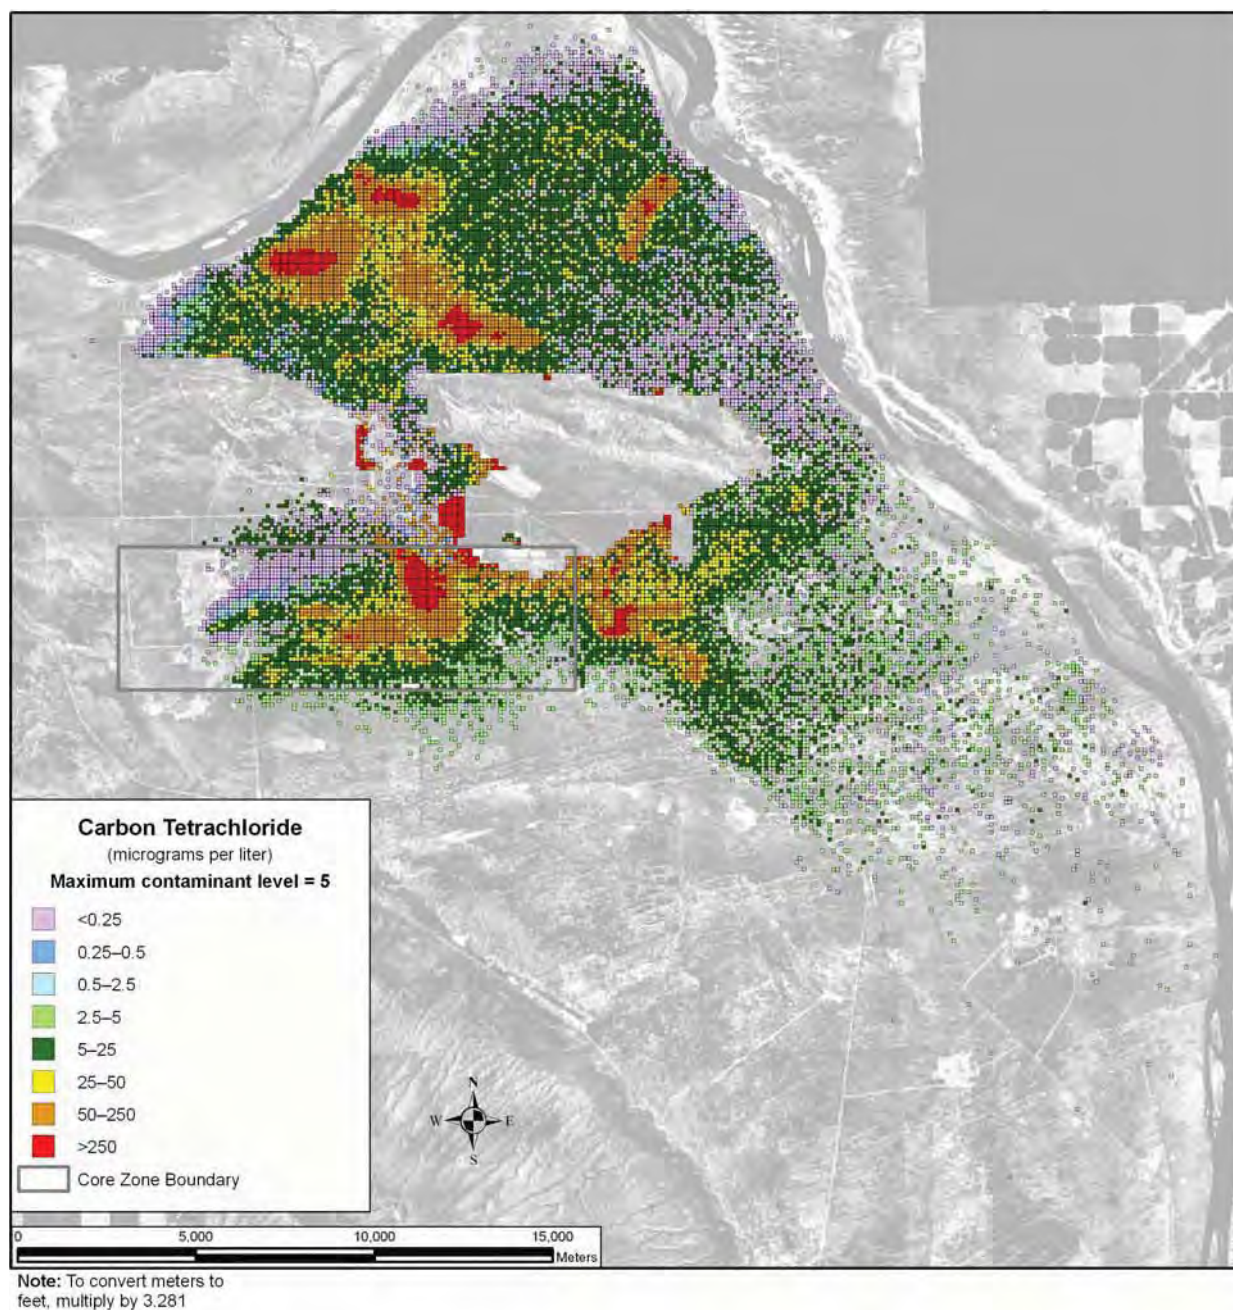 Carbon Tetrachloride
(micrograms per liter)
Maximum contaminant level = 5
<0.25
0.25–0.5
0.5–2.5
2.5–5
5–25
25–50
50–250
>250
Core Zone Boundary
N
W E
S
0 5,000 10,000 15,000
Meters
Note: To convert meters to
feet, multiply by 3.281